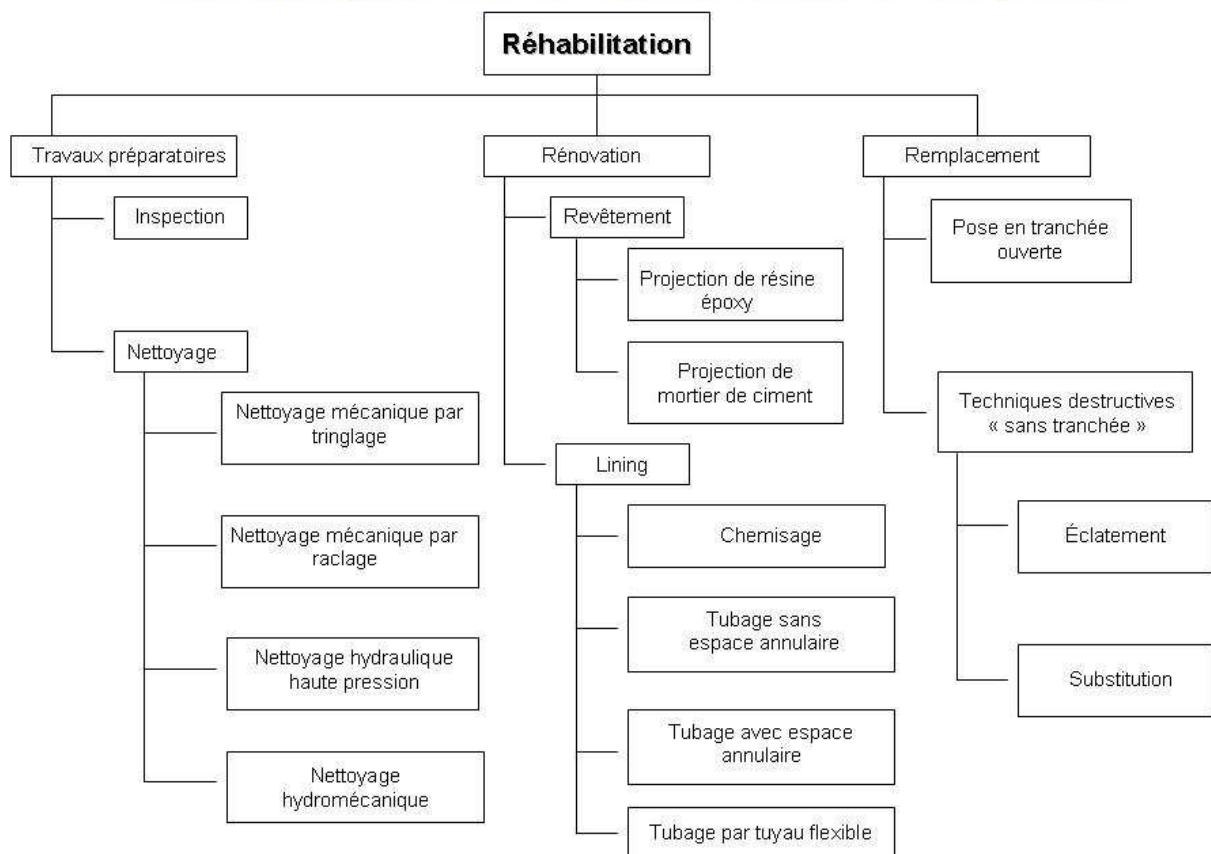 Réhabilitation
Travaux préparatoires
Inspection
Nettoyage
Nettoyage mécanique par
tringlage
Nettoyage mécanique par
raclage
Nettoyage hydraulique
haute pression
Nettoyage
hydromécanique
Rénovation
Revêtement
Projection de résine
époxy
Projection de
mortier de ciment
Lining
Chemisage
Tubage sans
espace annulaire
Tubage avec espace
annulaire
Tubage par tuyau flexible
Remplacement
Pose en tranchée
ouverte
Techniques destructives
« sans tranchée »
Éclatement
Substitution